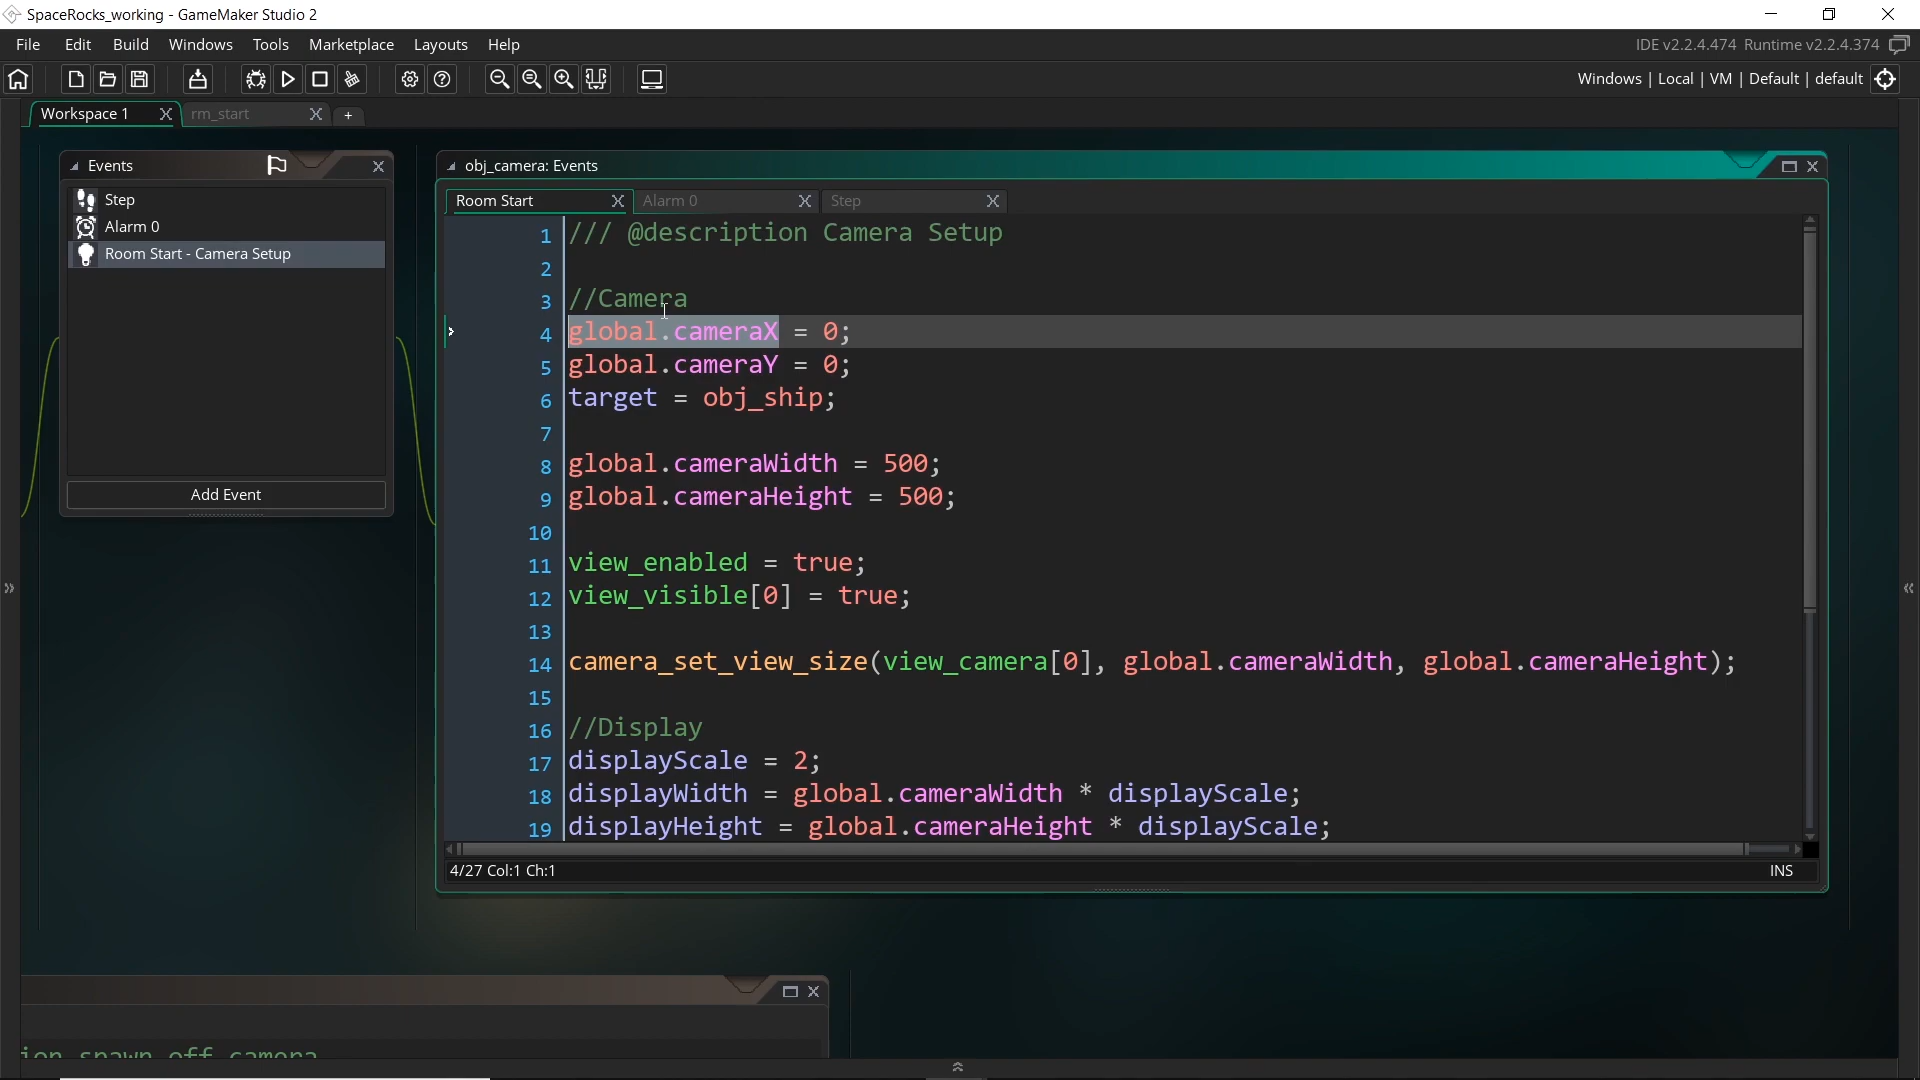 SpaceRocks_working - GameMaker Studio 2
File Edit Build Windows Tools Marketplace Layouts Help
IDE v2.2.4.474 Runtime v2.2.4.374
Windows | Local | VM | Default | default
Workspace 1
rm_start
+
Events
Step
Alarm 0
Room Start - Camera Setup
Add Event
obj_camera: Events
Room Start
Alarm 0
Step
1 /// @description Camera Setup
2
3 //Camera
4 global.cameraX = 0;
5 global.cameraY = 0;
6 target = obj_ship;
7
8 global.cameraWidth = 500;
9 global.cameraHeight = 500;
10
11 view_enabled = true;
12 view_visible[0] = true;
13
14 camera_set_view_size(view_camera[0], global.cameraWidth, global.cameraHeight);
15
16 //Display
17 displayScale = 2;
18 displayWidth = global.cameraWidth * displayScale;
19 displayHeight = global.cameraHeight * displayScale;
4/27 Col:1 Ch:1
INS
ion spawn off camera